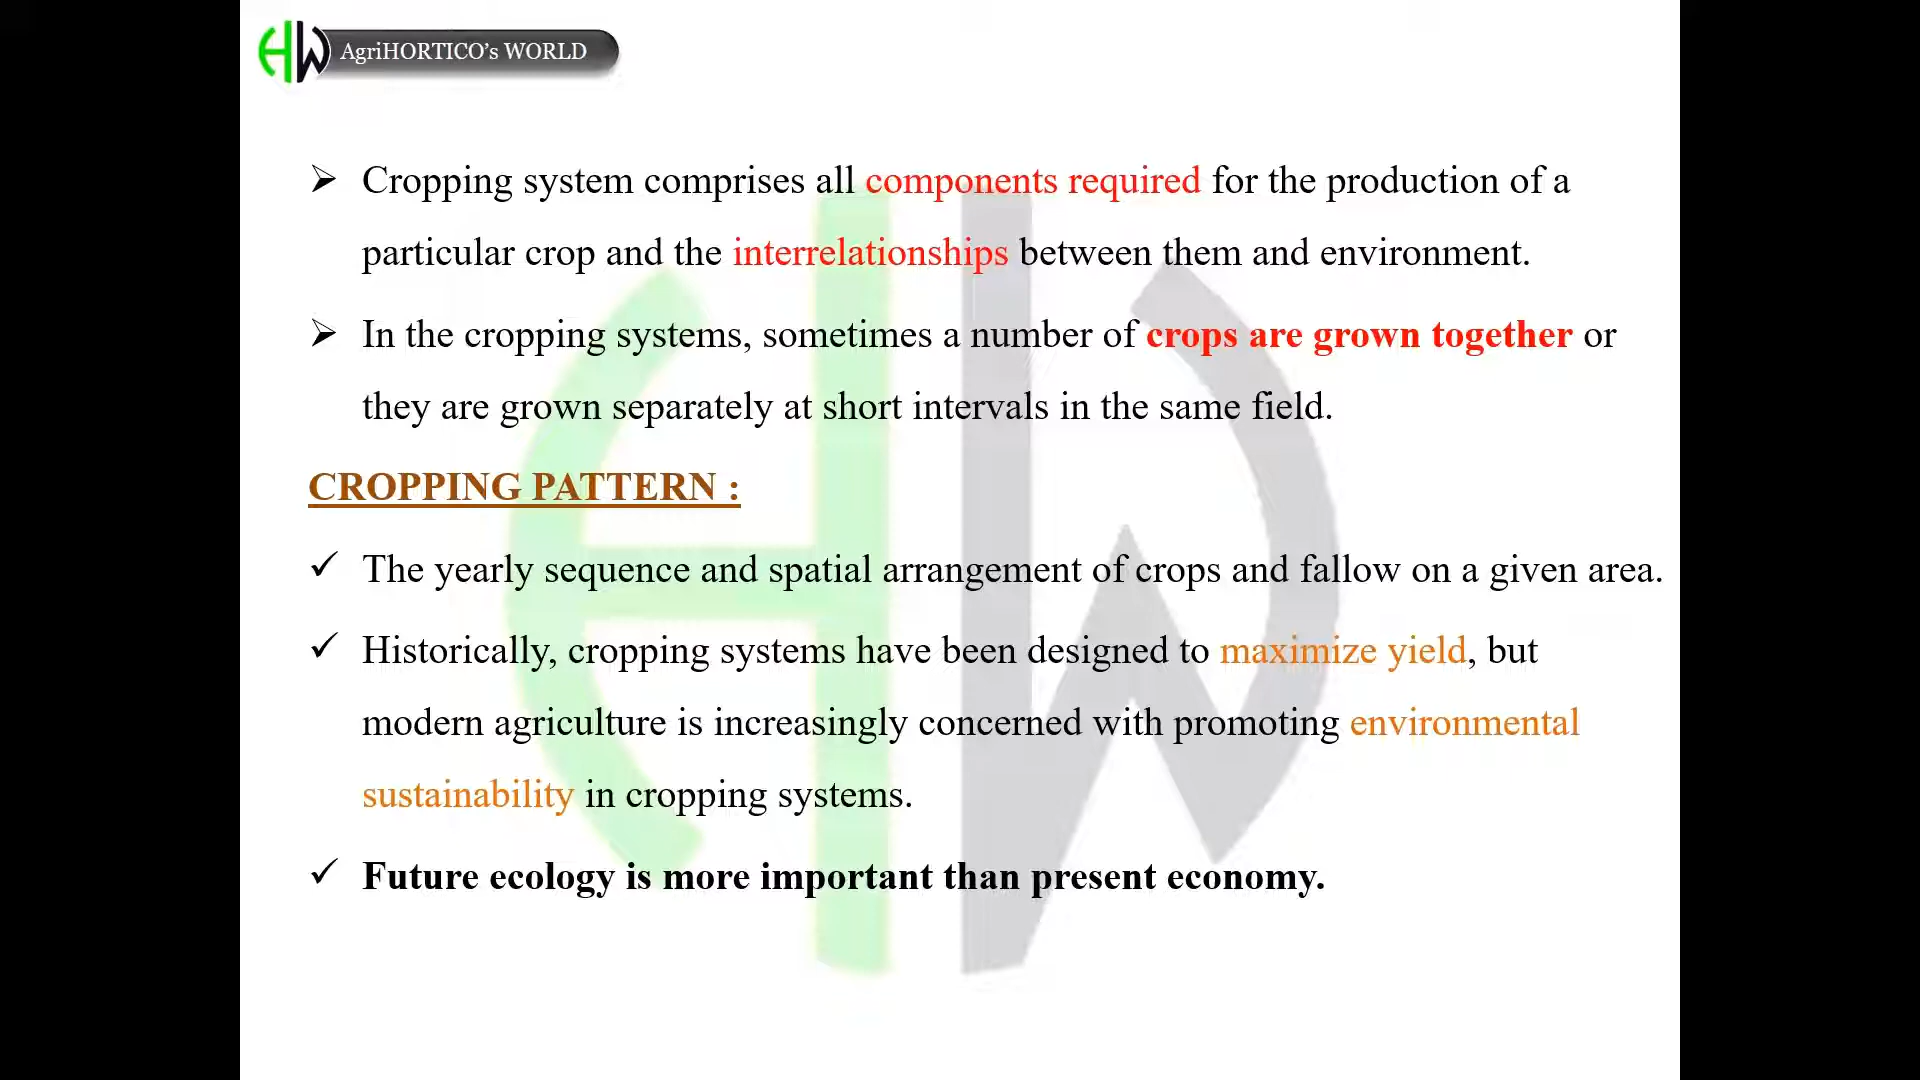 HW AgriHORTICO's WORLD
➢ Cropping system comprises all components required for the production of a
particular crop and the interrelationships between them and environment.
➢ In the cropping systems, sometimes a number of crops are grown together or
they are grown separately at short intervals in the same field.
CROPPING PATTERN :
✓ The yearly sequence and spatial arrangement of crops and fallow on a given area.
✓ Historically, cropping systems have been designed to maximize yield, but
modern agriculture is increasingly concerned with promoting environmental
sustainability in cropping systems.
✓ Future ecology is more important than present economy.